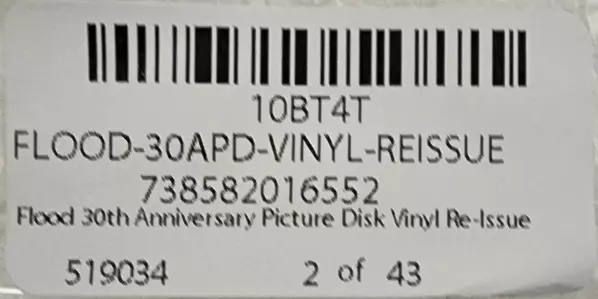 10BT4T
FLOOD-30APD-VINYL-REISSUE
738582016552
Flood 30th Anniversary Picture Disk Vinyl Re-Issue
519034 2 of 43